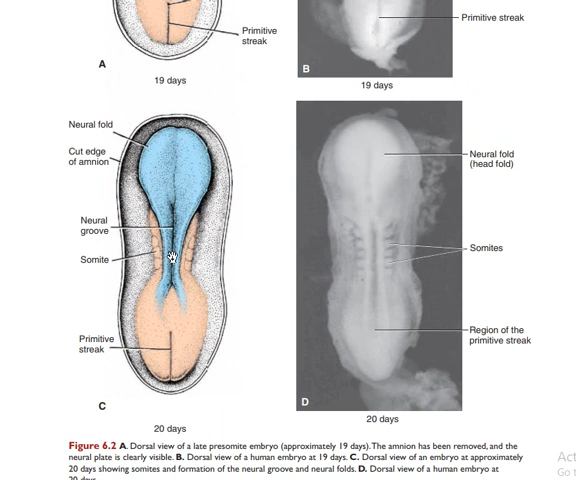 Primitive
streak
Primitive streak
A
B
19 days
19 days
Neural fold
Cut edge
of amnion
Neural
groove
Somite
Primitive
streak
C
20 days
Neural fold
(head fold)
Somites
Region of the
primitive streak
D
20 days
Figure 6.2 A. Dorsal view of a late presomite embryo (approximately 19 days). The amnion has been removed, and the
neural plate is clearly visible. B. Dorsal view of a human embryo at 19 days. C. Dorsal view of an embryo at approximately
20 days showing somites and formation of the neural groove and neural folds. D. Dorsal view of a human embryo at
20 days.
Act
Go t